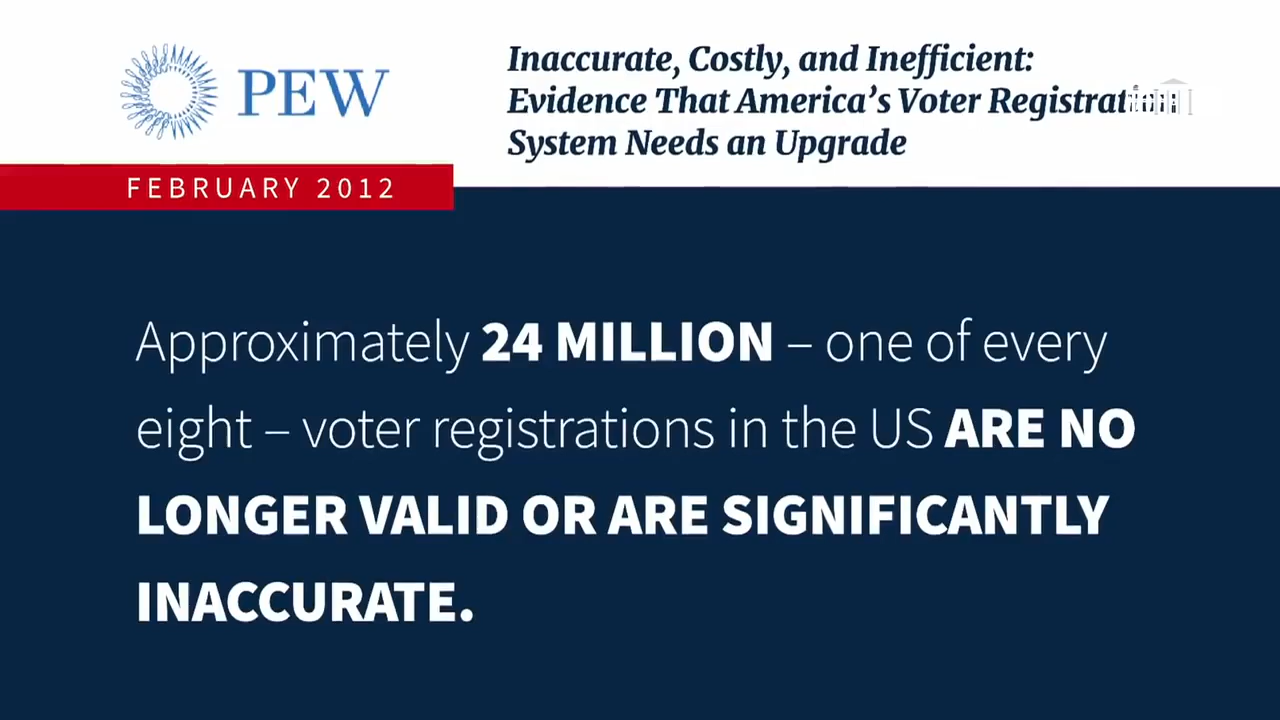 PEW
Inaccurate, Costly, and Inefficient:
Evidence That America's Voter Registration
System Needs an Upgrade
FEBRUARY 2012
Approximately 24 MILLION – one of every
eight – voter registrations in the US ARE NO
LONGER VALID OR ARE SIGNIFICANTLY
INACCURATE.